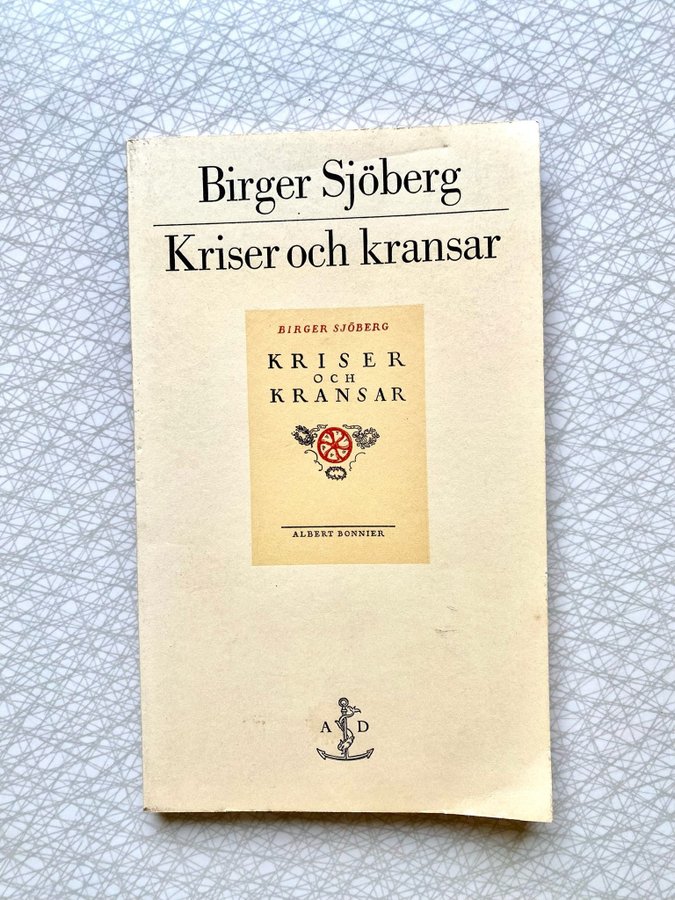 Birger Sjöberg
Kriser och kransar
BIRGER SJÖBERG
KRISER
OCH
KRANSAR
ALBERT BONNIER
A D